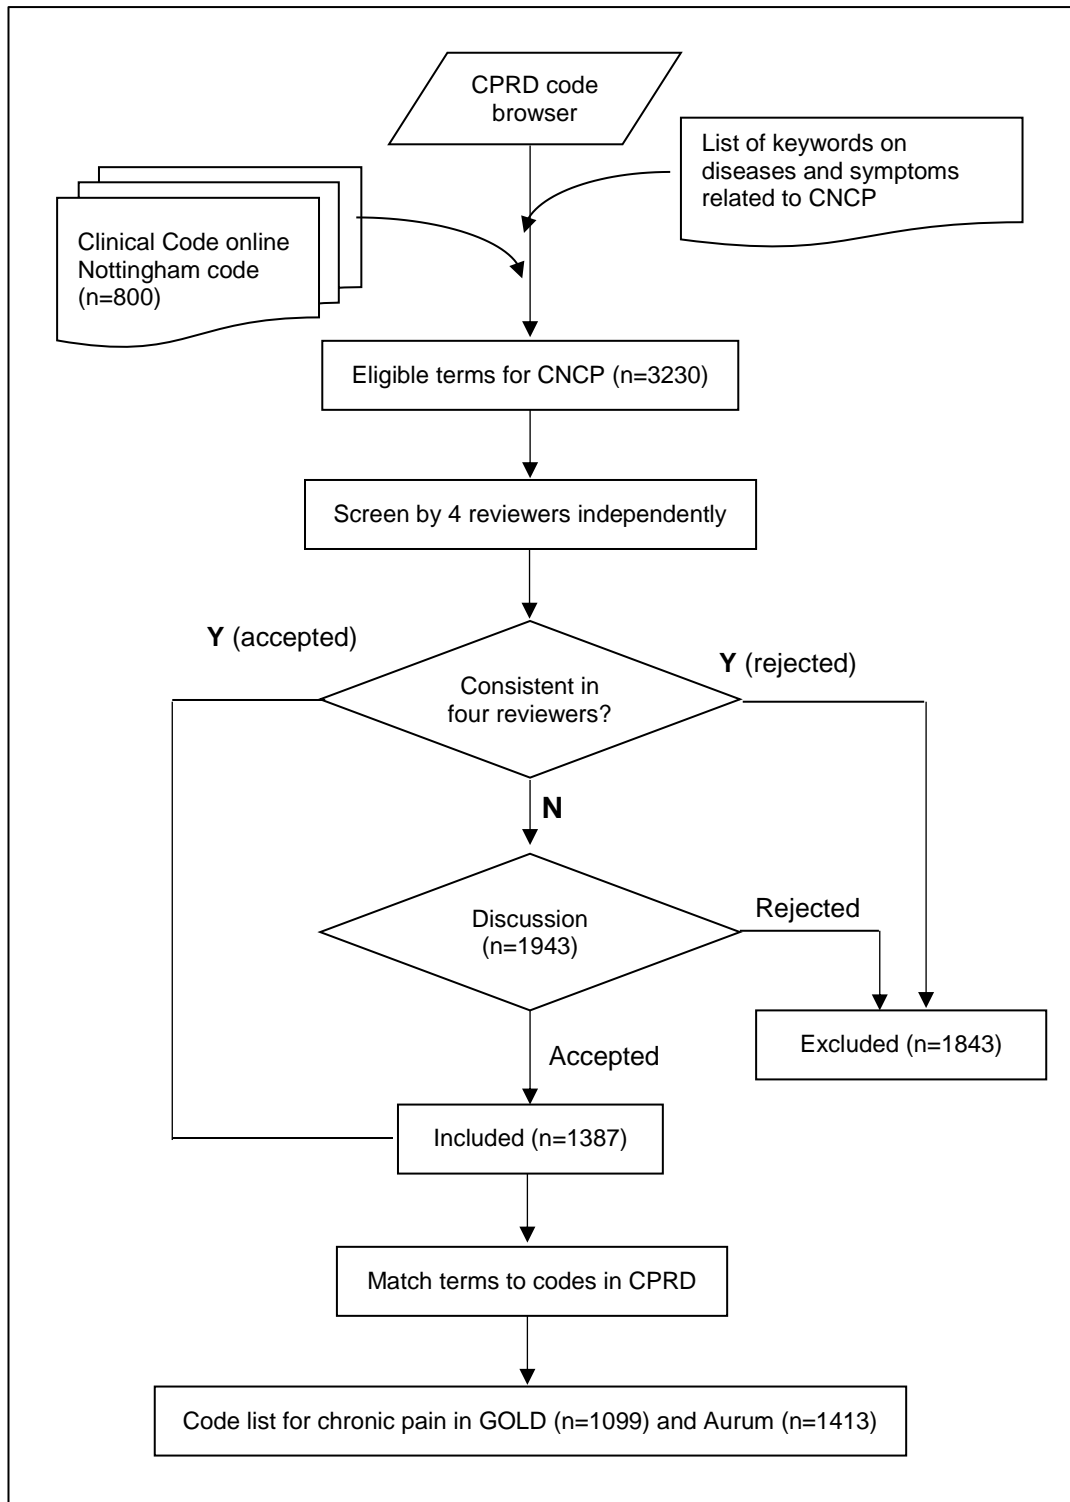 CPRD code
browser
List of keywords on
diseases and symptoms
related to CNCP
Clinical Code online
Nottingham code
(n=800)
Eligible terms for CNCP (n=3230)
Screen by 4 reviewers independently
Y (accepted)
Y (rejected)
Consistent in
four reviewers?
N
Discussion
(n=1943)
Rejected
Excluded (n=1843)
Accepted
Included (n=1387)
Match terms to codes in CPRD
Code list for chronic pain in GOLD (n=1099) and Aurum (n=1413)